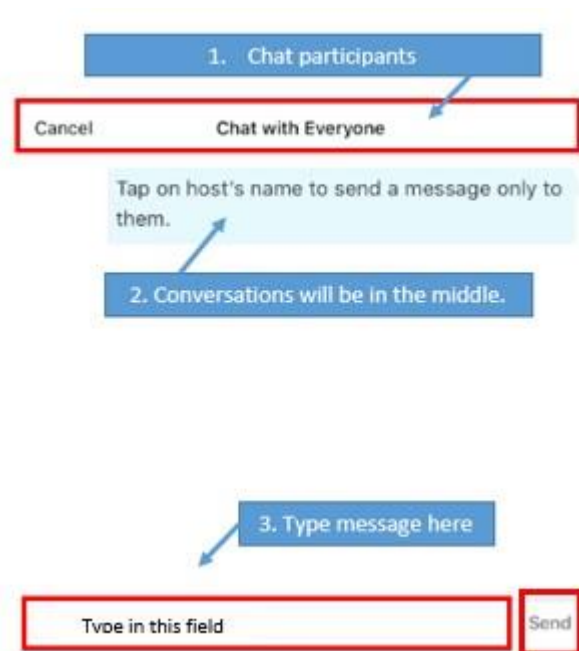 1. Chat participants
Cancel Chat with Everyone
Tap on host's name to send a message only to
them.
2. Conversations will be in the middle.
3. Type message here
Type in this field Send